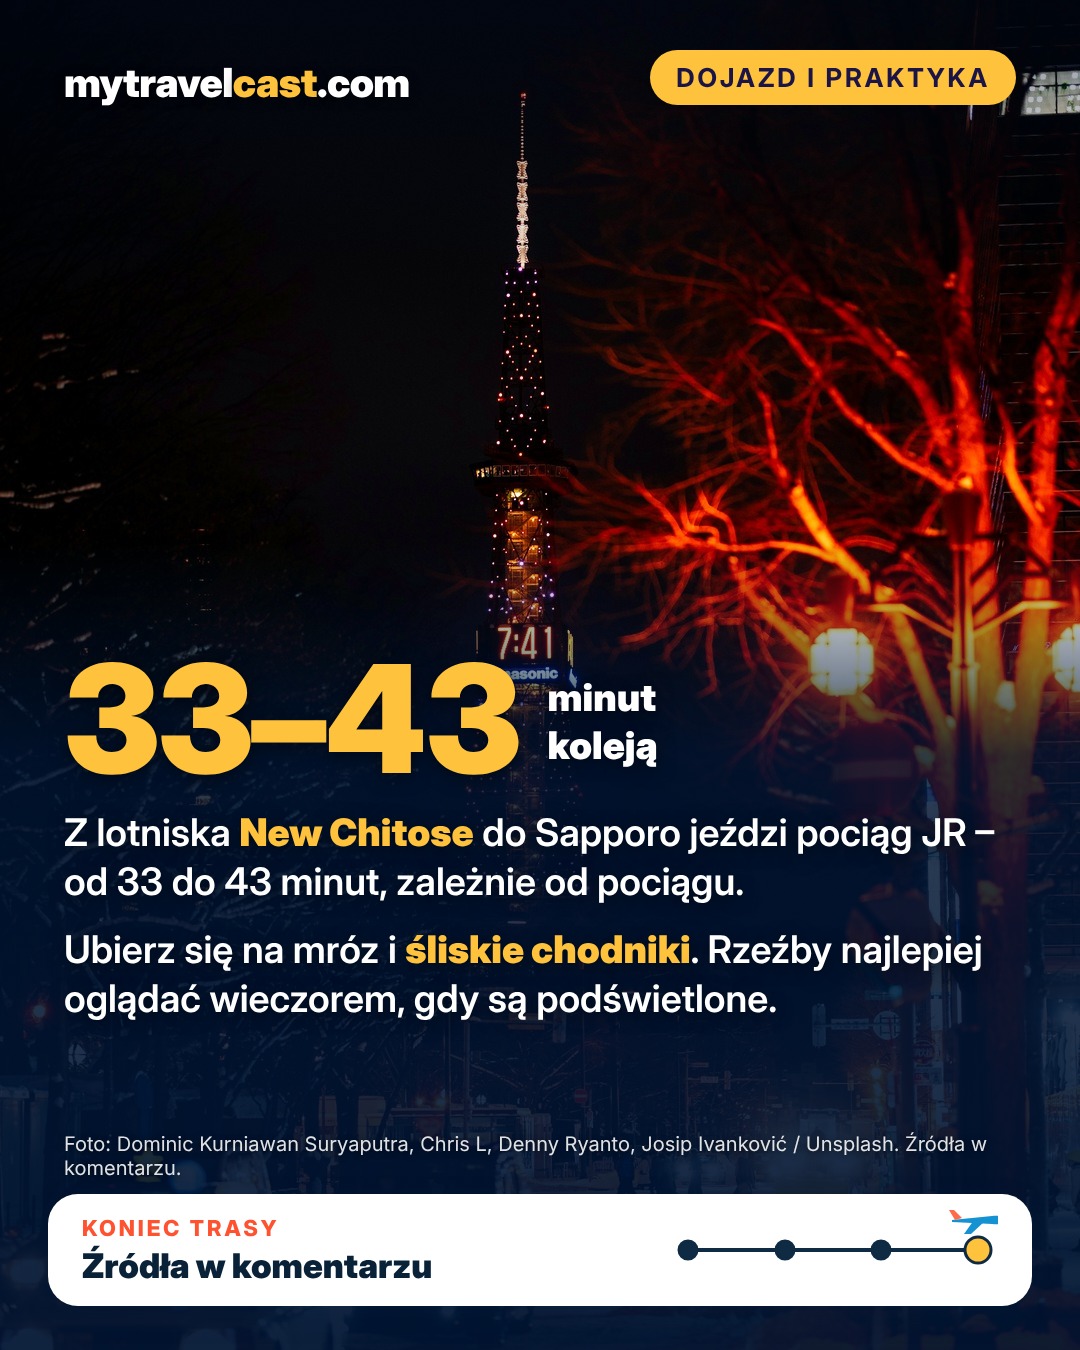 mytravelcast.com
DOJAZD I PRAKTYKA
7:41
33–43
minut
koleją
Z lotniska New Chitose do Sapporo jeździ pociąg JR –
od 33 do 43 minut, zależnie od pociągu.
Ubierz się na mróz i śliskie chodniki. Rzeźby najlepiej
oglądać wieczorem, gdy są podświetlone.
Foto: Dominic Kurniawan Suryaputra, Chris L, Denny Ryanto, Josip Ivanković / Unsplash. Źródła w
komentarzu.
KONIEC TRASY
Źródła w komentarzu